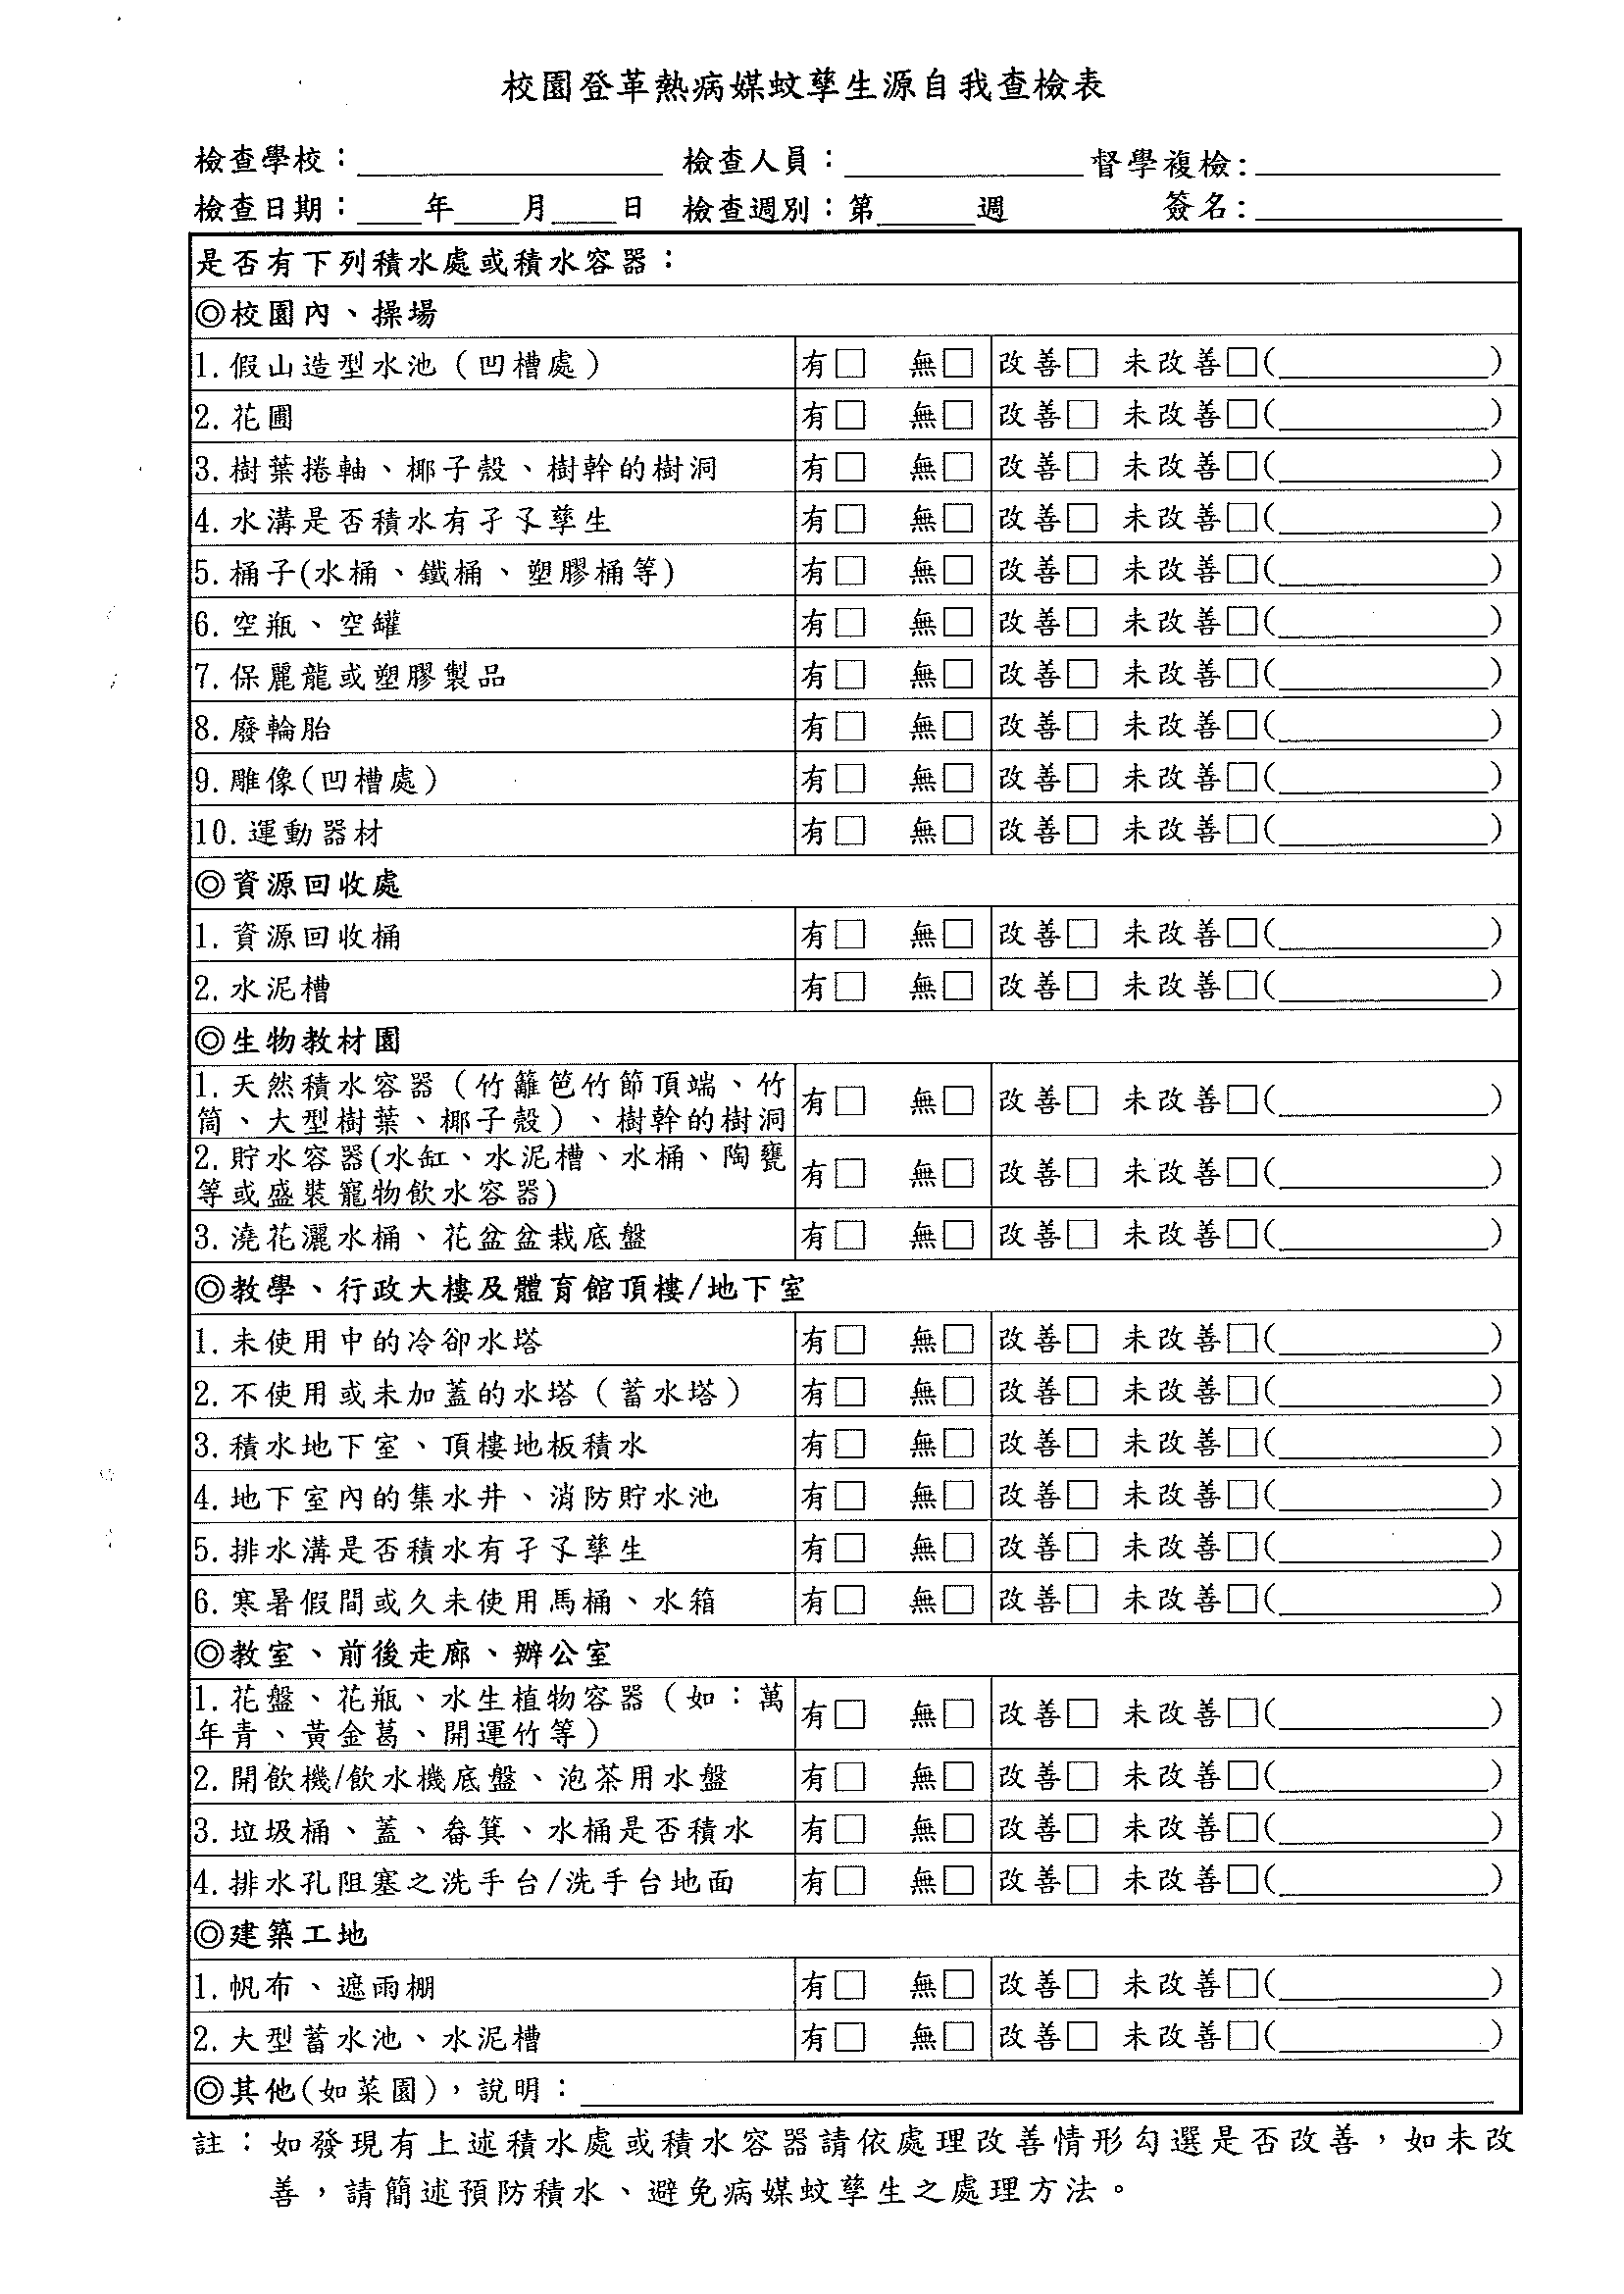 校園登革熱病媒蚊孳生源自我查檢表
檢查學校：＿＿＿＿＿＿ 檢查人員：＿＿＿＿＿ 督學複檢:＿＿＿＿＿
檢查日期：＿＿年＿＿月＿＿日 檢查週別：第＿＿＿週 簽名:＿＿＿＿＿
是否有下列積水處或積水容器：
◎校園內、操場
1.假山造型水池（凹槽處） 有□ 無□ 改善□ 未改善□(＿＿＿＿＿)
2.花圃 有□ 無□ 改善□ 未改善□(＿＿＿＿＿)
3.樹葉捲軸、椰子殼、樹幹的樹洞 有□ 無□ 改善□ 未改善□(＿＿＿＿＿)
4.水溝是否積水有孑孓孳生 有□ 無□ 改善□ 未改善□(＿＿＿＿＿)
5.桶子(水桶、鐵桶、塑膠桶等) 有□ 無□ 改善□ 未改善□(＿＿＿＿＿)
6.空瓶、空罐 有□ 無□ 改善□ 未改善□(＿＿＿＿＿)
7.保麗龍或塑膠製品 有□ 無□ 改善□ 未改善□(＿＿＿＿＿)
8.廢輪胎 有□ 無□ 改善□ 未改善□(＿＿＿＿＿)
9.雕像(凹槽處) 有□ 無□ 改善□ 未改善□(＿＿＿＿＿)
10.運動器材 有□ 無□ 改善□ 未改善□(＿＿＿＿＿)
◎資源回收處
1.資源回收桶 有□ 無□ 改善□ 未改善□(＿＿＿＿＿)
2.水泥槽 有□ 無□ 改善□ 未改善□(＿＿＿＿＿)
◎生物教材園
1.天然積水容器（竹籬笆竹節頂端、竹
筒、大型樹葉、椰子殼）、樹幹的樹洞 有□ 無□ 改善□ 未改善□(＿＿＿＿＿)
2.貯水容器(水缸、水泥槽、水桶、陶甕
等或盛裝寵物飲水容器) 有□ 無□ 改善□ 未改善□(＿＿＿＿＿)
3.澆花灑水桶、花盆盆栽底盤 有□ 無□ 改善□ 未改善□(＿＿＿＿＿)
◎教學、行政大樓及體育館頂樓/地下室
1.未使用中的冷卻水塔 有□ 無□ 改善□ 未改善□(＿＿＿＿＿)
2.不使用或未加蓋的水塔（蓄水塔） 有□ 無□ 改善□ 未改善□(＿＿＿＿＿)
3.積水地下室、頂樓地板積水 有□ 無□ 改善□ 未改善□(＿＿＿＿＿)
4.地下室內的集水井、消防貯水池 有□ 無□ 改善□ 未改善□(＿＿＿＿＿)
5.排水溝是否積水有孑孓孳生 有□ 無□ 改善□ 未改善□(＿＿＿＿＿)
6.寒暑假間或久未使用馬桶、水箱 有□ 無□ 改善□ 未改善□(＿＿＿＿＿)
◎教室、前後走廊、辦公室
1.花盤、花瓶、水生植物容器（如：萬
年青、黃金葛、開運竹等） 有□ 無□ 改善□ 未改善□(＿＿＿＿＿)
2.開飲機/飲水機底盤、泡茶用水盤 有□ 無□ 改善□ 未改善□(＿＿＿＿＿)
3.垃圾桶、蓋、畚箕、水桶是否積水 有□ 無□ 改善□ 未改善□(＿＿＿＿＿)
4.排水孔阻塞之洗手台/洗手台地面 有□ 無□ 改善□ 未改善□(＿＿＿＿＿)
◎建築工地
1.帆布、遮雨棚 有□ 無□ 改善□ 未改善□(＿＿＿＿＿)
2.大型蓄水池、水泥槽 有□ 無□ 改善□ 未改善□(＿＿＿＿＿)
◎其他(如菜園)，說明：＿＿＿＿＿＿＿＿＿＿
註：如發現有上述積水處或積水容器請依處理改善情形勾選是否改善，如未改
善，請簡述預防積水、避免病媒蚊孳生之處理方法。